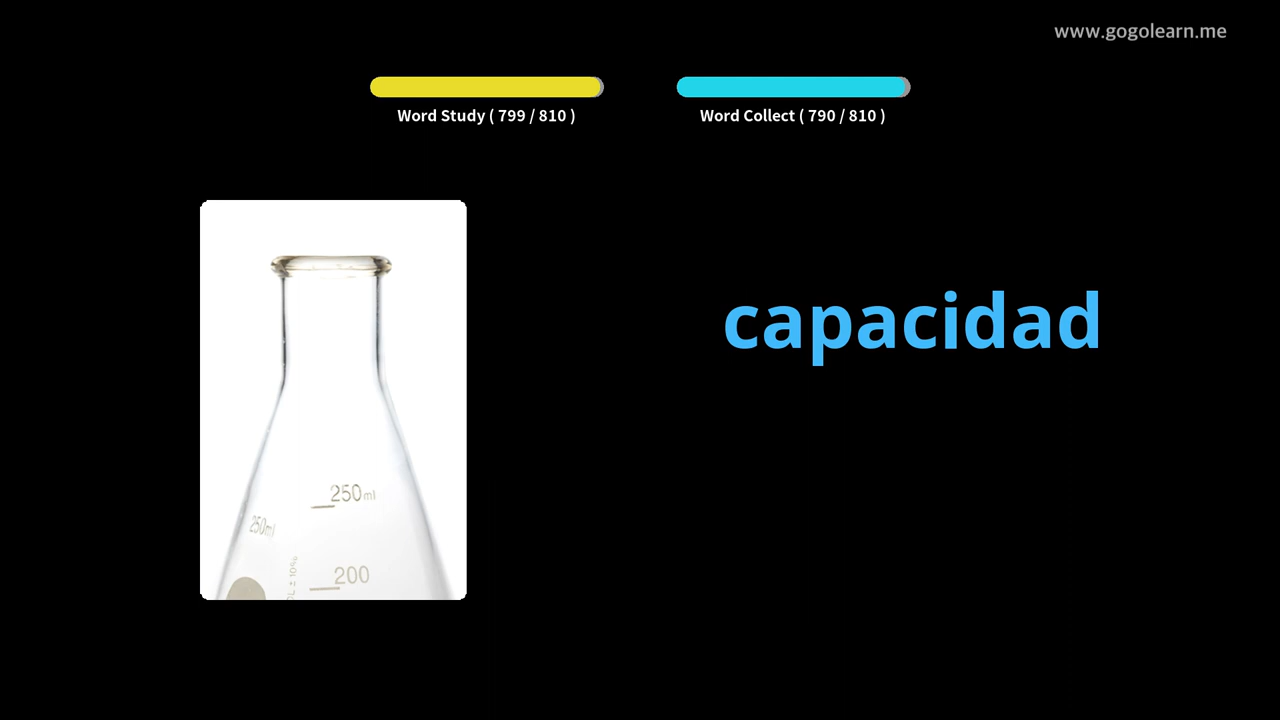 www.gogolearn.me
Word Study ( 799 / 810 )
Word Collect ( 790 / 810 )
capacidad
250ml
250ml
200